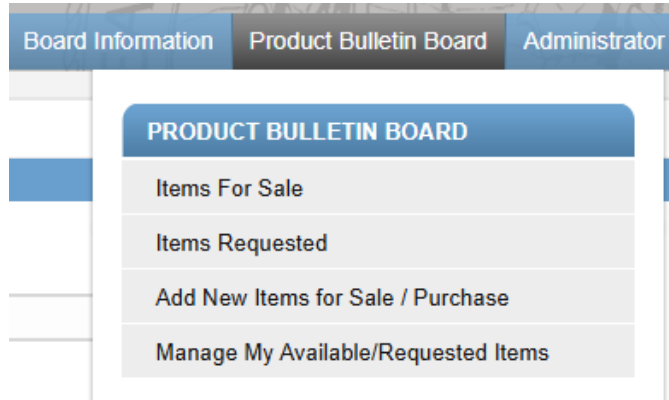 Board Information Product Bulletin Board Administrator
PRODUCT BULLETIN BOARD
Items For Sale
Items Requested
Add New Items for Sale / Purchase
Manage My Available/Requested Items